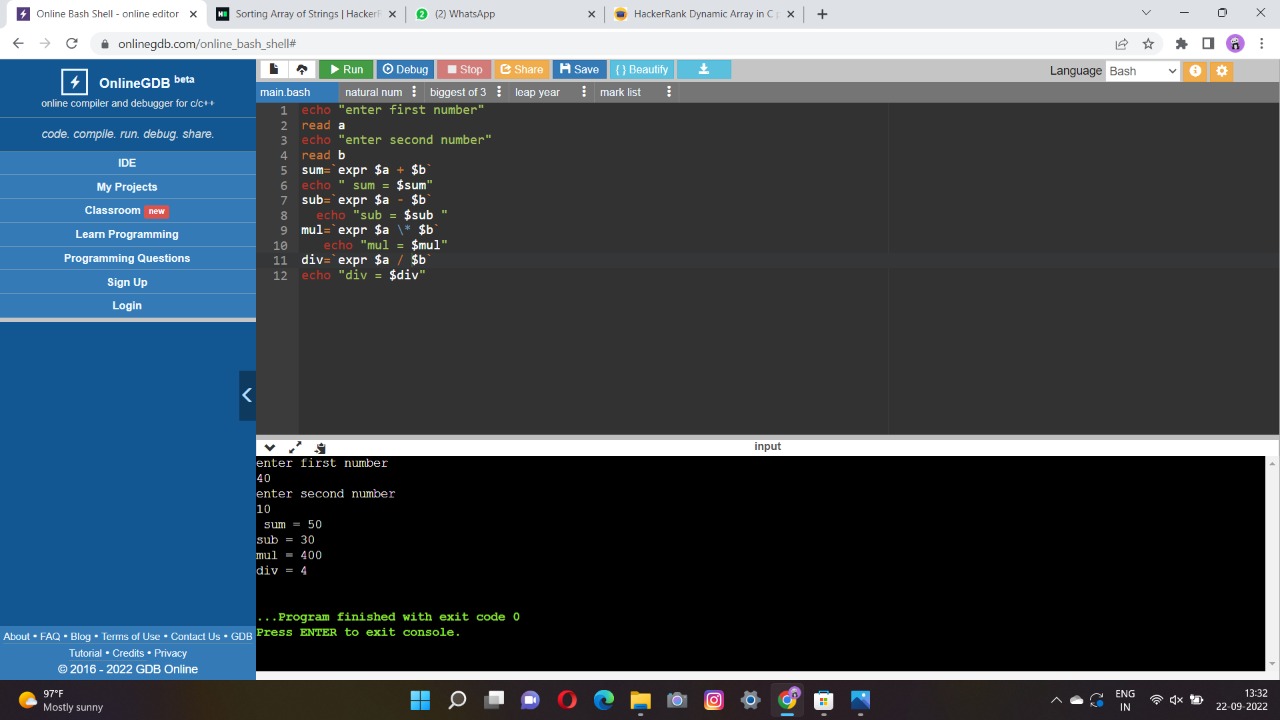 Online Bash Shell - online editor
Sorting Array of Strings | HackerR
(2) WhatsApp
HackerRank Dynamic Array in C p
onlinegdb.com/online_bash_shell#
OnlineGDB beta
online compiler and debugger for c/c++
code. compile. run. debug. share.
IDE
My Projects
Classroom new
Learn Programming
Programming Questions
Sign Up
Login
About • FAQ • Blog • Terms of Use • Contact Us • GDB
Tutorial • Credits • Privacy
© 2016 - 2022 GDB Online
Run Debug Stop Share Save { } Beautify
Language Bash
main.bash natural num biggest of 3 leap year mark list
1 echo "enter first number"
2 read a
3 echo "enter second number"
4 read b
5 sum=`expr $a + $b`
6 echo " sum = $sum"
7 sub=`expr $a - $b`
8   echo "sub = $sub "
9 mul=`expr $a \* $b`
10    echo "mul = $mul"
11 div=`expr $a / $b`
12 echo "div = $div"
input
enter first number
40
enter second number
10
 sum = 50
sub = 30
mul = 400
div = 4
...Program finished with exit code 0
Press ENTER to exit console.
97°F
Mostly sunny
ENG
IN
13:32
22-09-2022